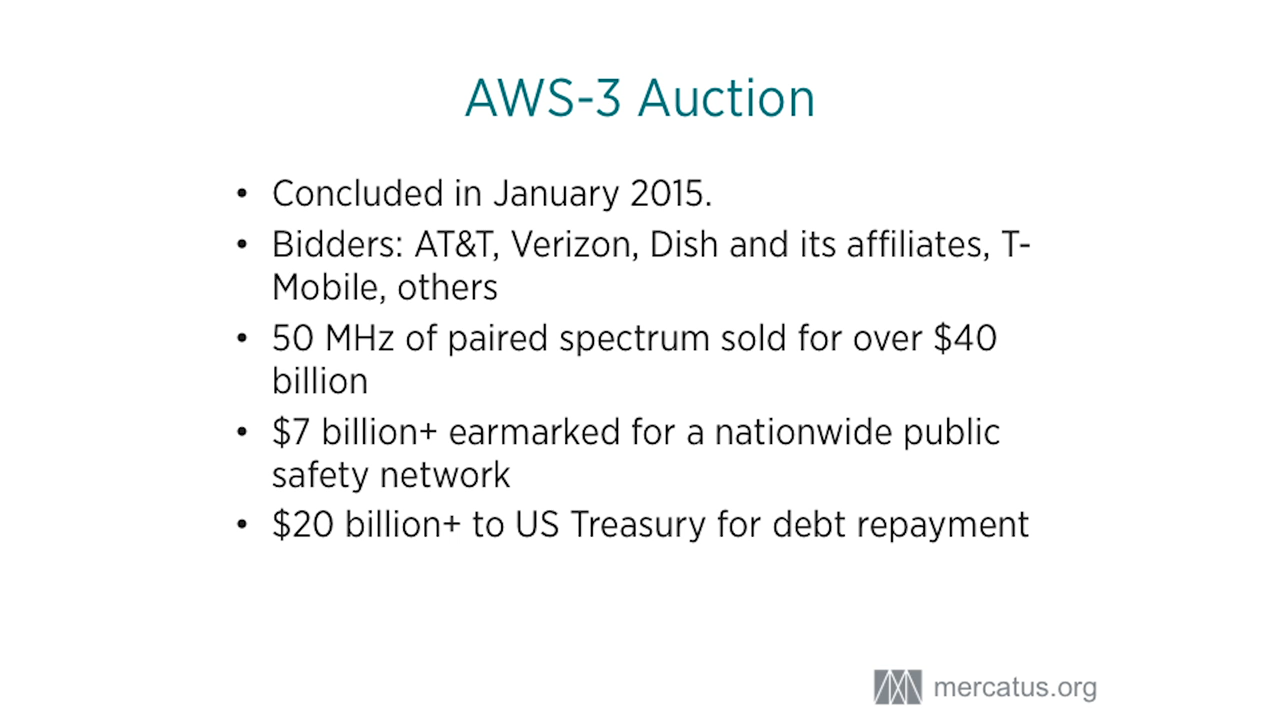 AWS-3 Auction
• Concluded in January 2015.
• Bidders: AT&T, Verizon, Dish and its affiliates, T-
Mobile, others
• 50 MHz of paired spectrum sold for over $40
billion
• $7 billion+ earmarked for a nationwide public
safety network
• $20 billion+ to US Treasury for debt repayment
mercatus.org